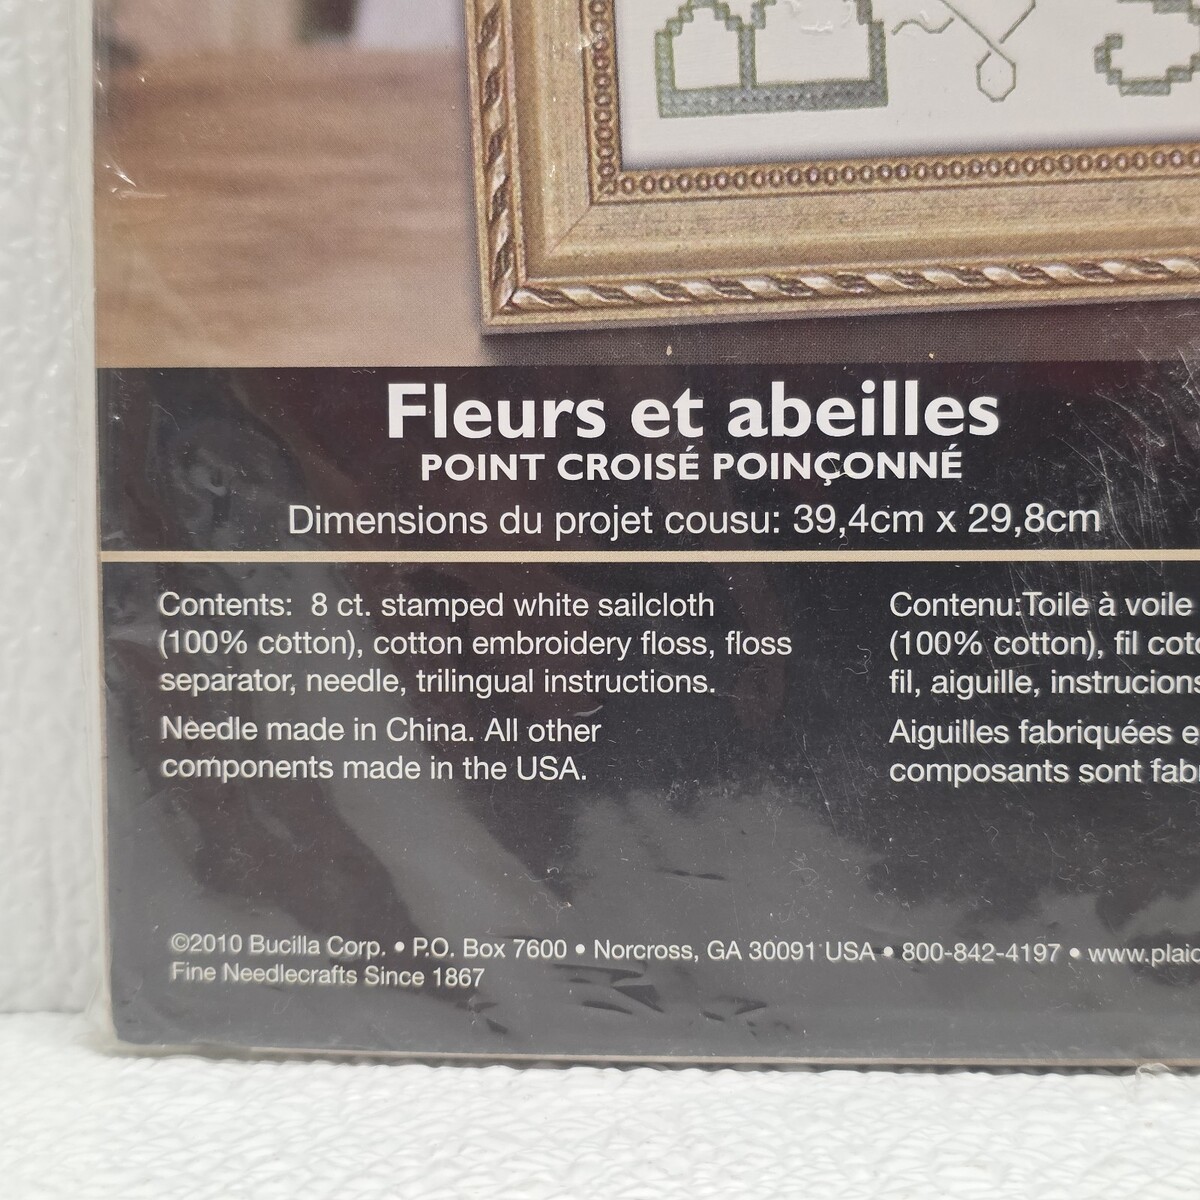 Fleurs et abeilles
POINT CROISÉ POINÇONNÉ
Dimensions du projet cousu: 39,4cm x 29,8cm
Contents: 8 ct. stamped white sailcloth
(100% cotton), cotton embroidery floss, floss
separator, needle, trilingual instructions.
Needle made in China. All other
components made in the USA.
Contenu:Toile à voile
(100% cotton), fil
fil, aiguille, instrucions
Aiguilles fabriquées
composants sont
©2010 Bucilla Corp. • P.O. Box 7600 • Norcross, GA 30091 USA • 800-842-4197 •
Fine Needlecrafts Since 1867